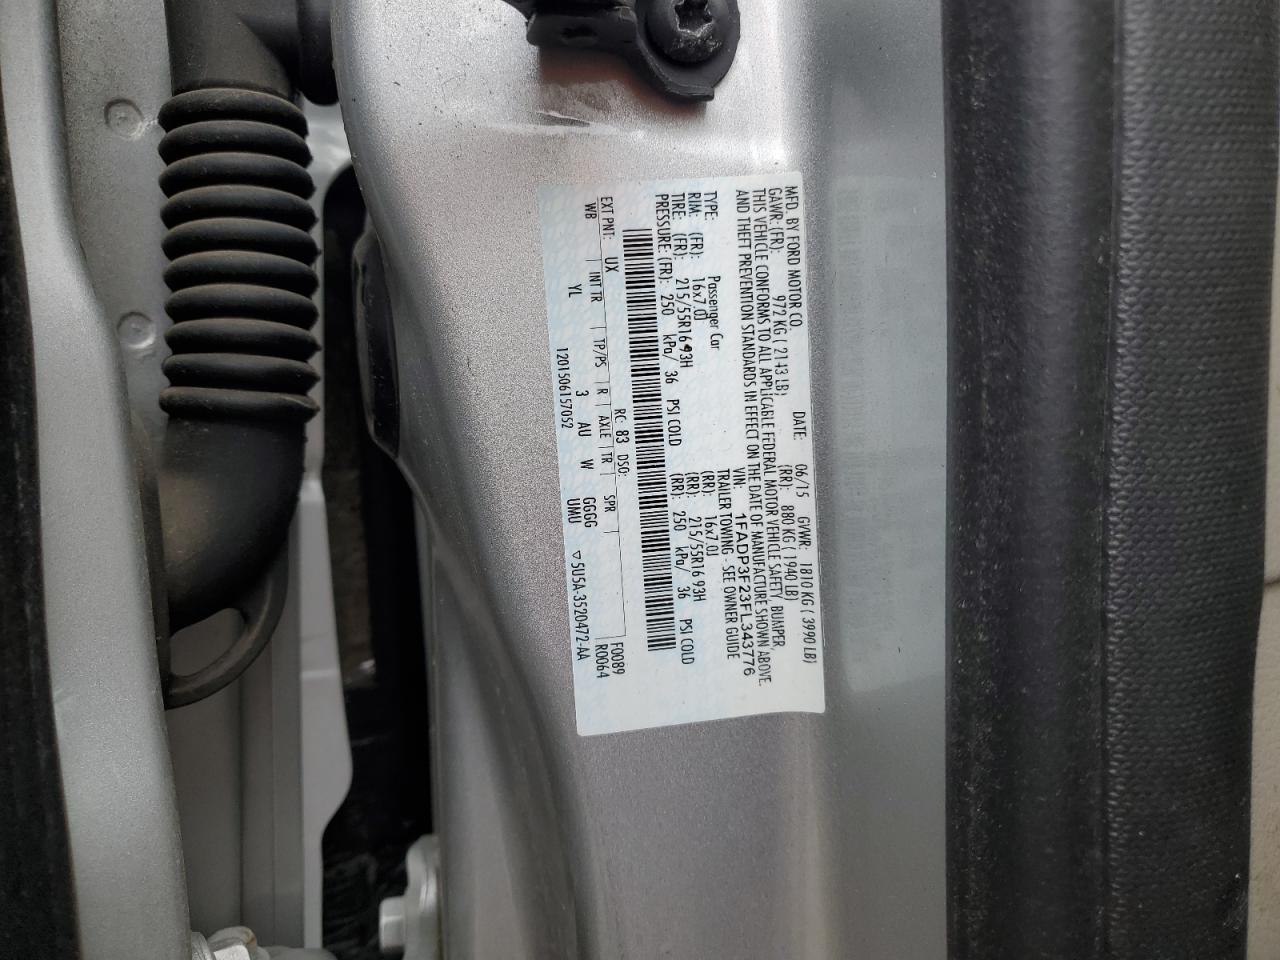 MFD. BY FORD MOTOR CO.
DATE: 06/15 GVWR: 1810 KG ( 3990 LB)
GAWR: (FR): 972 KG ( 2143 LB) (RR): 880 KG ( 1940 LB)
THIS VEHICLE CONFORMS TO ALL APPLICABLE FEDERAL MOTOR VEHICLE SAFETY, BUMPER,
AND THEFT PREVENTION STANDARDS IN EFFECT ON THE DATE OF MANUFACTURE SHOWN ABOVE.
VIN: 1FADP3F23FL343776
TYPE: Passenger Car TRAILER TOWING - SEE OWNER GUIDE
RIM: (FR): 16x7.0J (RR): 16x7.0J
TIRE: (FR): 215/55R16 93H (RR): 215/55R16 93H
PRESSURE: (FR): 250 kPa/ 36 PSI COLD (RR): 250 kPa/ 36 PSI COLD
EXT PNT: UX RC: 83 DSO: F0089
WB INT TR TP/PS R AXLE TR SPR R0064
YL 3 AU W GGGG
1201506157052 UMU ▽5U5A-3520472-AA